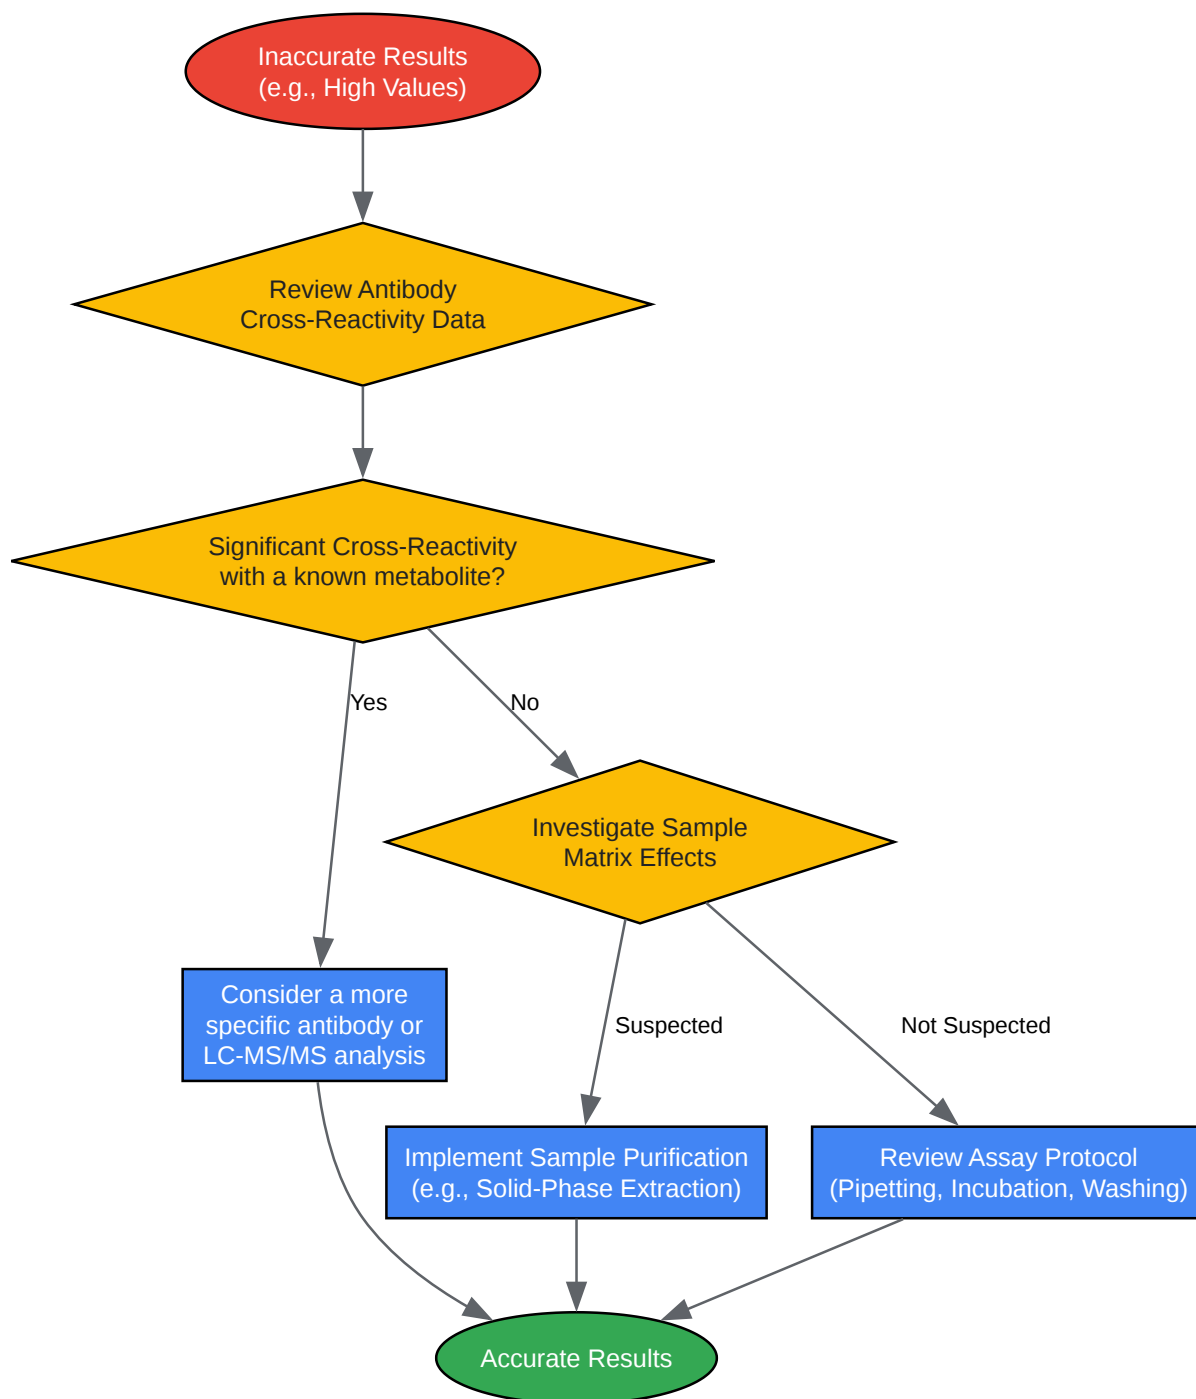 Inaccurate Results
(e.g., High Values)
Review Antibody
Cross-Reactivity Data
Significant Cross-Reactivity
with a known metabolite?
Yes
No
Investigate Sample
Matrix Effects
Consider a more
specific antibody or
LC-MS/MS analysis
Suspected
Not Suspected
Implement Sample Purification
(e.g., Solid-Phase Extraction)
Review Assay Protocol
(Pipetting, Incubation, Washing)
Accurate Results